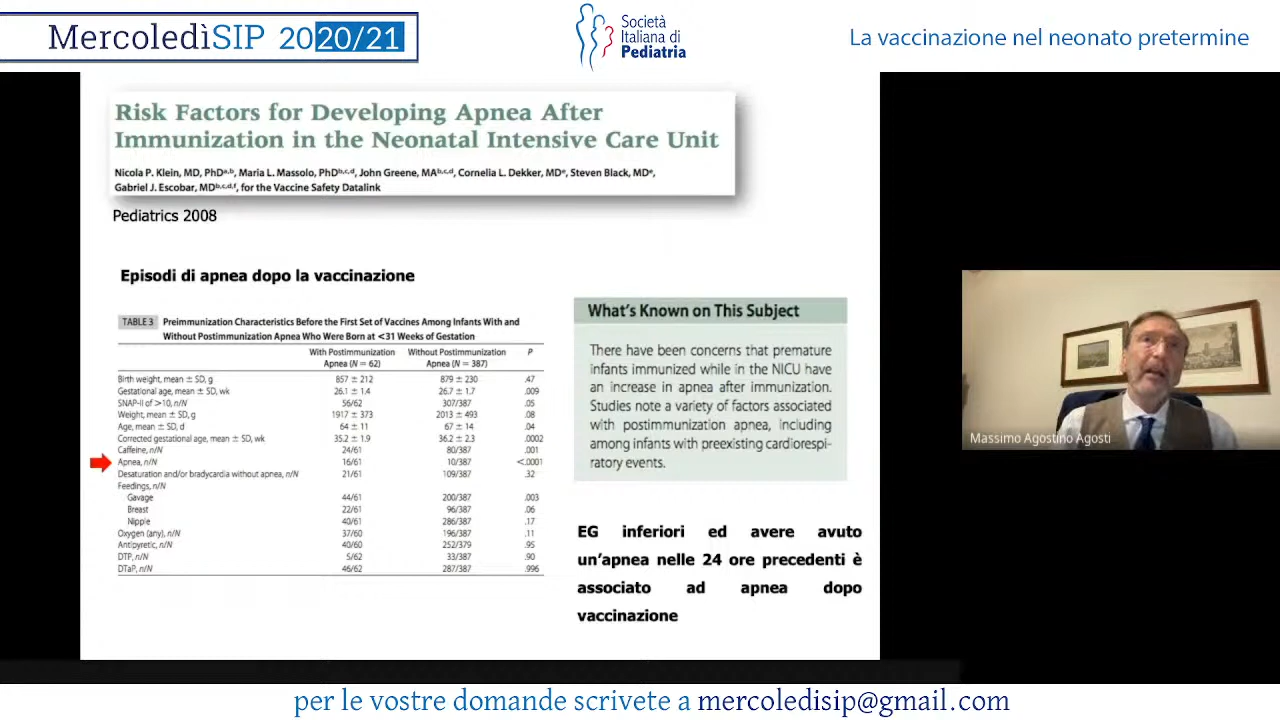 MercoledìSIP 2020/21
Società
Italiana di
Pediatria
La vaccinazione nel neonato pretermine
Risk Factors for Developing Apnea After
Immunization in the Neonatal Intensive Care Unit
Nicola P. Klein, MD, PhDa,b, Maria L. Massolo, PhDb,c,d, John Greene, MAb,c,d, Cornelia L. Dekker, MDe, Steven Black, MDe,
Gabriel J. Escobar, MDb,c,d,f, for the Vaccine Safety Datalink
Pediatrics 2008
Episodi di apnea dopo la vaccinazione
TABLE 3 Preimmunization Characteristics Before the First Set of Vaccines Among Infants With and
Without Postimmunization Apnea Who Were Born at <31 Weeks of Gestation
With Postimmunization Without Postimmunization P
Apnea (N = 62) Apnea (N = 387)
Birth weight, mean ± SD, g 857 ± 212 879 ± 230 .47
Gestational age, mean ± SD, wk 26.1 ± 1.4 26.7 ± 1.7 .009
SNAP-II of >10, n/N 56/62 307/387 .05
Weight, mean ± SD, g 1917 ± 373 2013 ± 493 .08
Age, mean ± SD, d 64 ± 11 67 ± 14 .04
Corrected gestational age, mean ± SD, wk 35.2 ± 1.9 36.2 ± 2.3 .0002
Caffeine, n/N 24/61 80/387 .001
Apnea, n/N 16/61 10/387 <.0001
Desaturation and/or bradycardia without apnea, n/N 21/61 109/387 .32
Feedings, n/N
Gavage 44/61 200/387 .003
Breast 22/61 96/387 .06
Nipple 40/61 286/387 .17
Oxygen (any), n/N 37/60 196/387 .11
Antipyretic, n/N 40/60 252/379 .95
DTP, n/N 5/62 33/387 .90
DTaP, n/N 46/62 287/387 .996
What's Known on This Subject
There have been concerns that premature
infants immunized while in the NICU have
an increase in apnea after immunization.
Studies note a variety of factors associated
with postimmunization apnea, including
among infants with preexisting cardiorespi-
ratory events.
EG inferiori ed avere avuto
un'apnea nelle 24 ore precedenti è
associato ad apnea dopo
vaccinazione
Massimo Agostino Agosti
per le vostre domande scrivete a mercoledisip@gmail.com